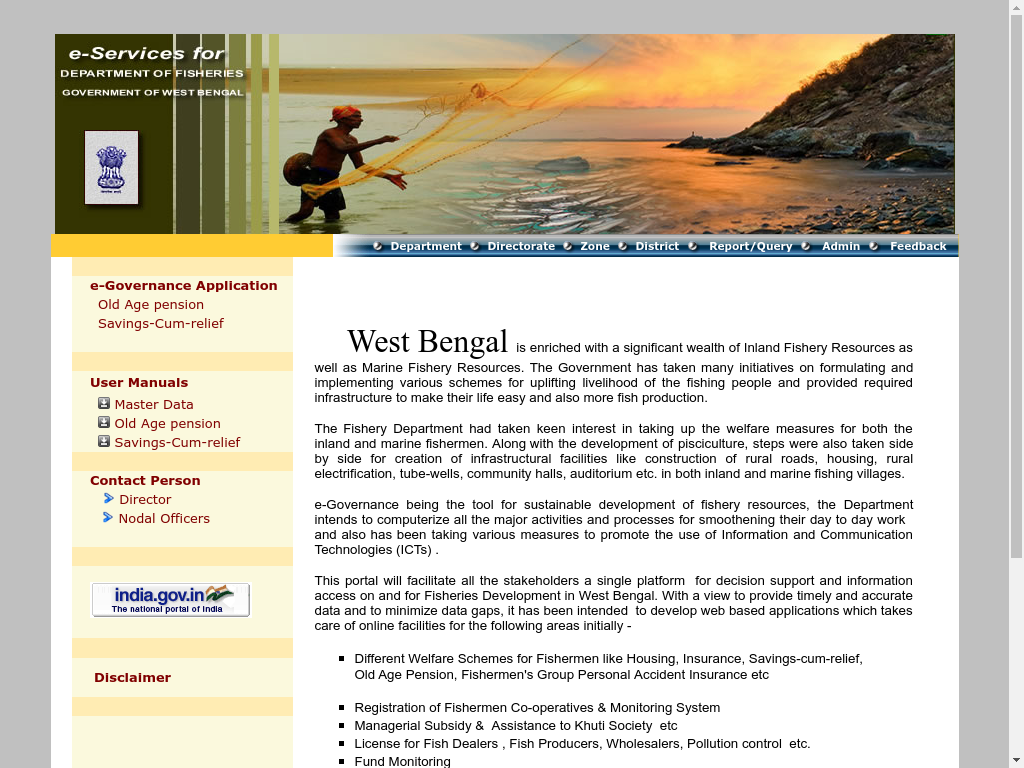 e-Services for
DEPARTMENT OF FISHERIES
GOVERNMENT OF WEST BENGAL
Department Directorate Zone District Report/Query Admin Feedback
e-Governance Application
Old Age pension
Savings-Cum-relief
User Manuals
Master Data
Old Age pension
Savings-Cum-relief
Contact Person
Director
Nodal Officers
india.gov.in
The national portal of India
Disclaimer
West Bengal is enriched with a significant wealth of Inland Fishery Resources as
well as Marine Fishery Resources. The Government has taken many initiatives on formulating and
implementing various schemes for uplifting livelihood of the fishing people and provided required
infrastructure to make their life easy and also more fish production.
The Fishery Department had taken keen interest in taking up the welfare measures for both the
inland and marine fishermen. Along with the development of pisciculture, steps were also taken side
by side for creation of infrastructural facilities like construction of rural roads, housing, rural
electrification, tube-wells, community halls, auditorium etc. in both inland and marine fishing villages.
e-Governance being the tool for sustainable development of fishery resources, the Department
intends to computerize all the major activities and processes for smoothening their day to day work
and also has been taking various measures to promote the use of Information and Communication
Technologies (ICTs) .
This portal will facilitate all the stakeholders a single platform for decision support and information
access on and for Fisheries Development in West Bengal. With a view to provide timely and accurate
data and to minimize data gaps, it has been intended to develop web based applications which takes
care of online facilities for the following areas initially -
Different Welfare Schemes for Fishermen like Housing, Insurance, Savings-cum-relief,
Old Age Pension, Fishermen's Group Personal Accident Insurance etc
Registration of Fishermen Co-operatives & Monitoring System
Managerial Subsidy & Assistance to Khuti Society etc
License for Fish Dealers , Fish Producers, Wholesalers, Pollution control etc.
Fund Monitoring